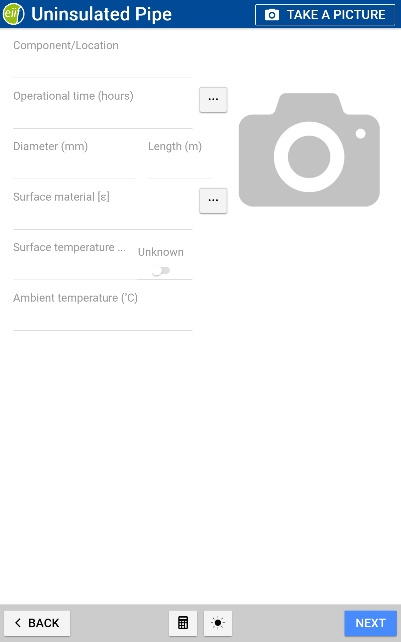 eiif Uninsulated Pipe
TAKE A PICTURE
Component/Location
Operational time (hours)
...
Diameter (mm)
Length (m)
Surface material [ε]
...
Surface temperature ...
Unknown
Ambient temperature (°C)
BACK
NEXT